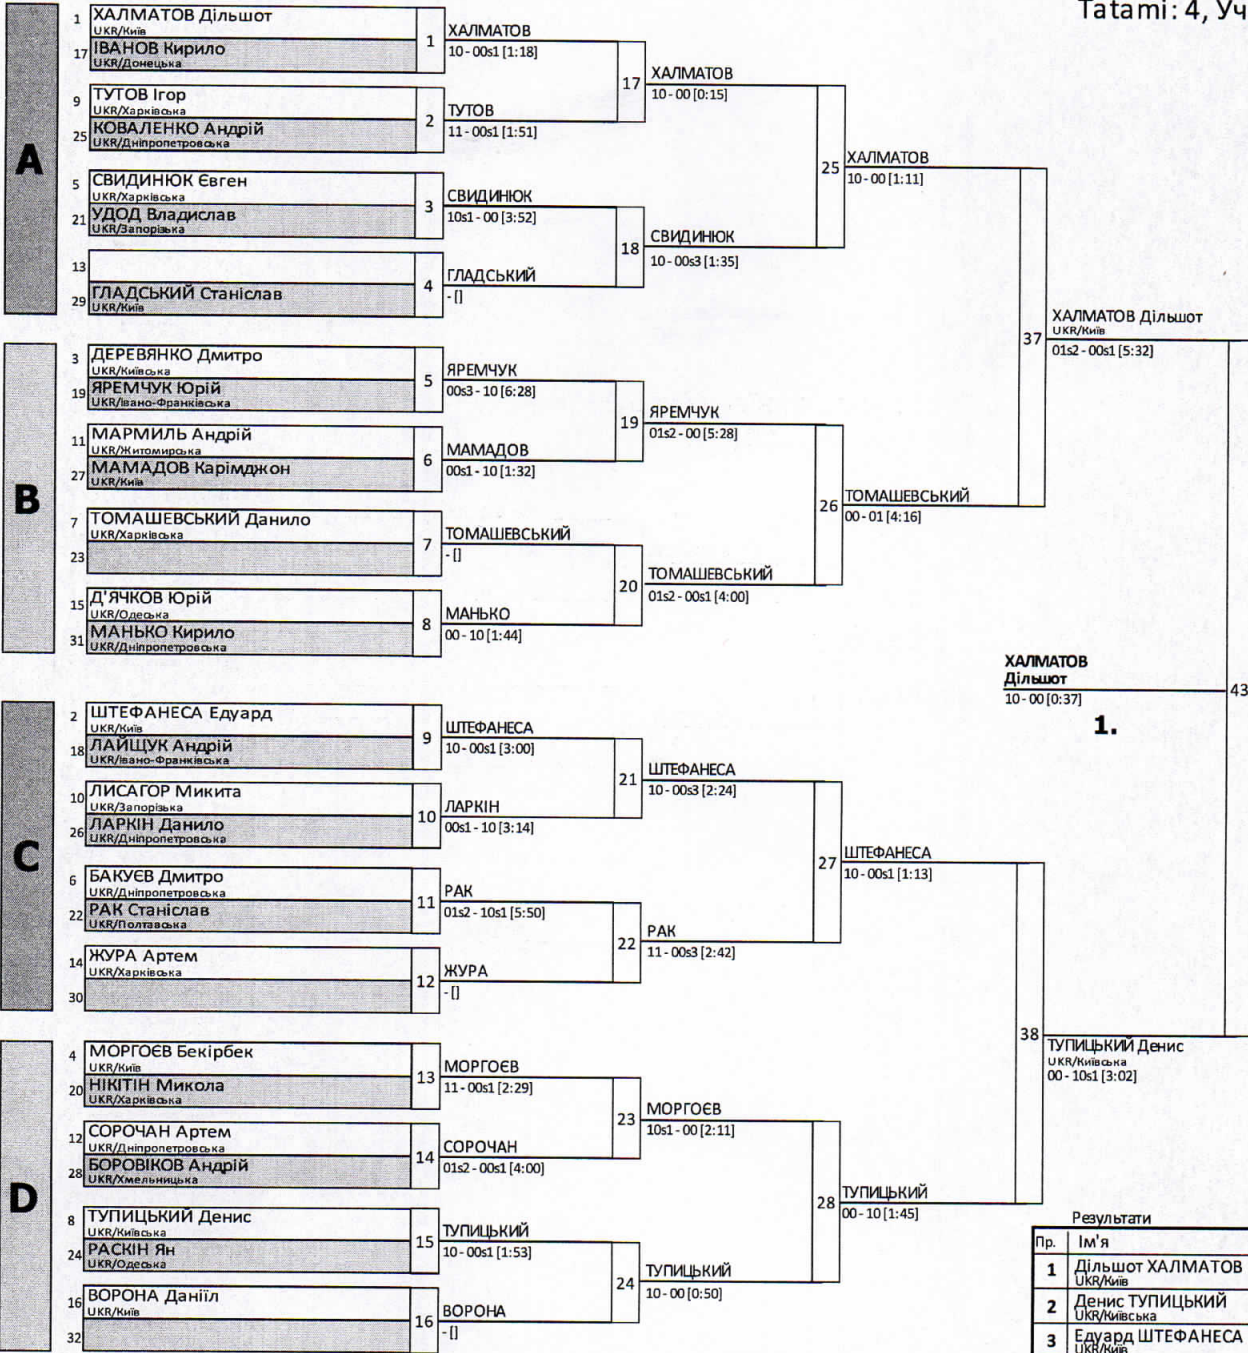 Tatami: 4, Уч
A
1 ХАЛМАТОВ Дільшот
UKR/Київ
17 ІВАНОВ Кирило
UKR/Донецька
1
ХАЛМАТОВ
10 - 00s1 [1:18]
9 ТУТОВ Ігор
UKR/Харківська
25 КОВАЛЕНКО Андрій
UKR/Дніпропетровська
2
ТУТОВ
11 - 00s1 [1:51]
17
ХАЛМАТОВ
10 - 00 [0:15]
5 СВИДИНЮК Євген
UKR/Харківська
21 УДОД Владислав
UKR/Запорізька
3
СВИДИНЮК
10s1 - 00 [3:52]
13
29 ГЛАДСЬКИЙ Станіслав
UKR/Київ
4
ГЛАДСЬКИЙ
- []
18
СВИДИНЮК
10 - 00s3 [1:35]
25
ХАЛМАТОВ
10 - 00 [1:11]
B
3 ДЕРЕВЯНКО Дмитро
UKR/Київська
19 ЯРЕМЧУК Юрій
UKR/Івано-Франківська
5
ЯРЕМЧУК
00s3 - 10 [6:28]
11 МАРМИЛЬ Андрій
UKR/Житомирська
27 МАМАДОВ Карімджон
UKR/Київ
6
МАМАДОВ
00s1 - 10 [1:32]
19
ЯРЕМЧУК
01s2 - 00 [5:28]
7 ТОМАШЕВСЬКИЙ Данило
UKR/Харківська
23
7
ТОМАШЕВСЬКИЙ
- []
15 Д'ЯЧКОВ Юрій
UKR/Одеська
31 МАНЬКО Кирило
UKR/Дніпропетровська
8
МАНЬКО
00 - 10 [1:44]
20
ТОМАШЕВСЬКИЙ
01s2 - 00s1 [4:00]
26
ТОМАШЕВСЬКИЙ
00 - 01 [4:16]
37
ХАЛМАТОВ Дільшот
UKR/Київ
01s2 - 00s1 [5:32]
ХАЛМАТОВ
Дільшот
10 - 00 [0:37]
1.
43
C
2 ШТЕФАНЕСА Едуард
UKR/Київ
18 ЛАЙЩУК Андрій
UKR/Івано-Франківська
9
ШТЕФАНЕСА
10 - 00s1 [3:00]
10 ЛИСАГОР Микита
UKR/Запорізька
26 ЛАРКІН Данило
UKR/Дніпропетровська
10
ЛАРКІН
00s1 - 10 [3:14]
21
ШТЕФАНЕСА
10 - 00s3 [2:24]
6 БАКУЄВ Дмитро
UKR/Дніпропетровська
22 РАК Станіслав
UKR/Полтавська
11
РАК
01s2 - 10s1 [5:50]
14 ЖУРА Артем
UKR/Харківська
30
12
ЖУРА
- []
22
РАК
11 - 00s3 [2:42]
27
ШТЕФАНЕСА
10 - 00s1 [1:13]
D
4 МОРГОЄВ Бекірбек
UKR/Київ
20 НІКІТІН Микола
UKR/Харківська
13
МОРГОЄВ
11 - 00s1 [2:29]
12 СОРОЧАН Артем
UKR/Дніпропетровська
28 БОРОВІКОВ Андрій
UKR/Хмельницька
14
СОРОЧАН
01s2 - 00s1 [4:00]
23
МОРГОЄВ
10s1 - 00 [2:11]
8 ТУПИЦЬКИЙ Денис
UKR/Київська
24 РАСКІН Ян
UKR/Одеська
15
ТУПИЦЬКИЙ
10 - 00s1 [1:53]
16 ВОРОНА Данііл
UKR/Київ
32
16
ВОРОНА
- []
24
ТУПИЦЬКИЙ
10 - 00 [0:50]
28
ТУПИЦЬКИЙ
00 - 10 [1:45]
38
ТУПИЦЬКИЙ Денис
UKR/Київська
00 - 10s1 [3:02]
Результати
Пр. Ім'я
1 Дільшот ХАЛМАТОВ
UKR/Київ
2 Денис ТУПИЦЬКИЙ
UKR/Київська
3 Едуард ШТЕФАНЕСА
UKR/Київ